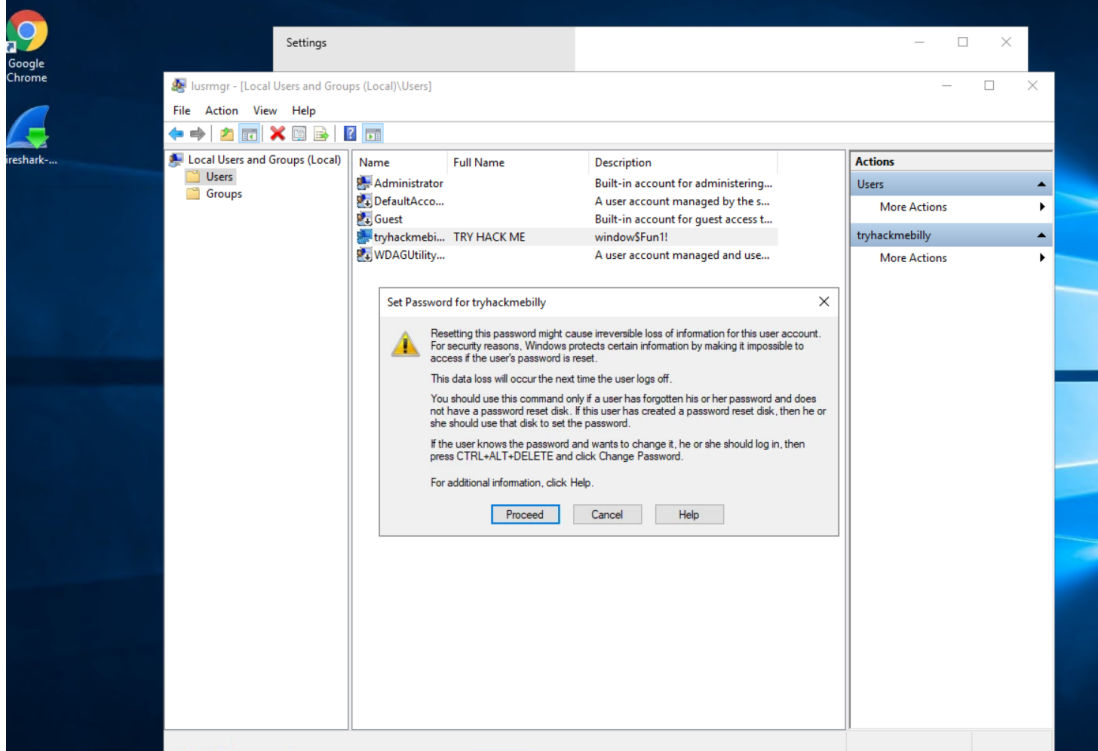 Google
Chrome
ireshark-...
Settings
lusrmgr - [Local Users and Groups (Local)\Users]
File Action View Help
Local Users and Groups (Local)
Users
Groups
Name Full Name Description
Administrator Built-in account for administering...
DefaultAcco... A user account managed by the s...
Guest Built-in account for guest access t...
tryhackmebi... TRY HACK ME window$Fun1!
WDAGUtility... A user account managed and use...
Actions
Users
More Actions
tryhackmebilly
More Actions
Set Password for tryhackmebilly
Resetting this password might cause irreversible loss of information for this user account.
For security reasons, Windows protects certain information by making it impossible to
access if the user's password is reset.
This data loss will occur the next time the user logs off.
You should use this command only if a user has forgotten his or her password and does
not have a password reset disk. If this user has created a password reset disk, then he or
she should use that disk to set the password.
If the user knows the password and wants to change it, he or she should log in, then
press CTRL+ALT+DELETE and click Change Password.
For additional information, click Help.
Proceed Cancel Help